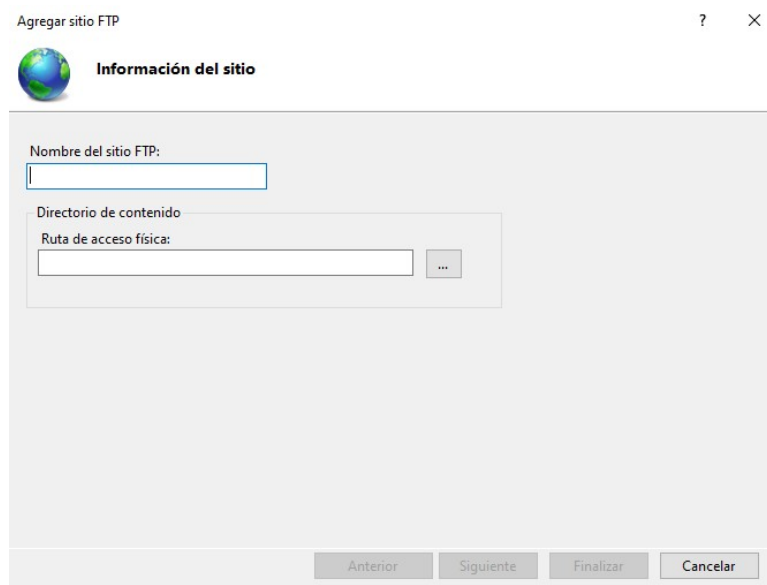 Agregar sitio FTP
?
Información del sitio
Nombre del sitio FTP:
Directorio de contenido
Ruta de acceso física:
...
Anterior Siguiente Finalizar Cancelar